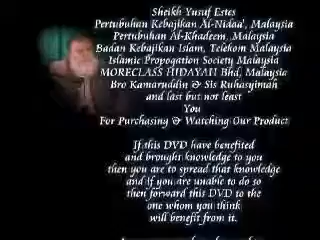 Sheikh Yusuf Estes
Pertubuhan Kebajikan Al-Nidaa', Malaysia
Pertubuhan Al-Khadeem, Malaysia
Badan Kebajikan Islam, Telekom Malaysia
Islamic Propogation Society Malaysia
MORECLASS HIDAYAH Bhd, Malaysia
Bro Kamaruddin & Sis Ruhasyimah
and last but not least
You
For Purchasing & Watching Our Product
If this DVD have benefited
and brought knowledge to you
then you are to spread that knowledge
and if you are unable to do so
then forward this DVD to the
one whom you think
will benefit from it.